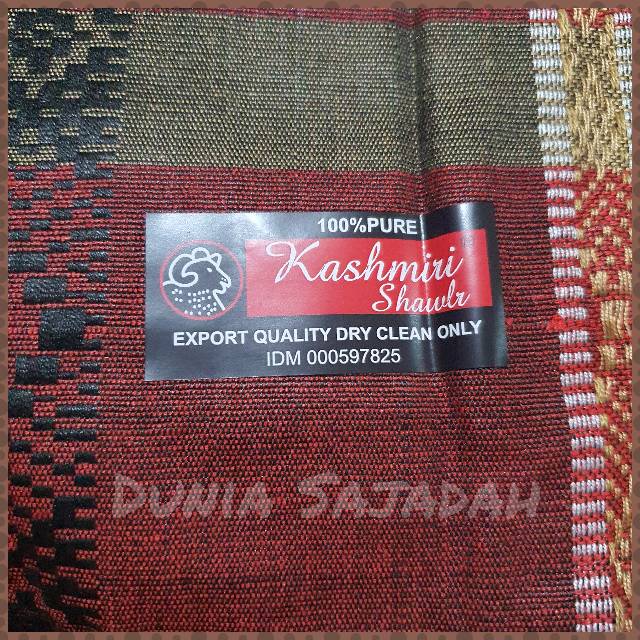 100%PURE
Kashmiri
Shawlr
EXPORT QUALITY DRY CLEAN ONLY
IDM 000597825
Dunia Sajadah